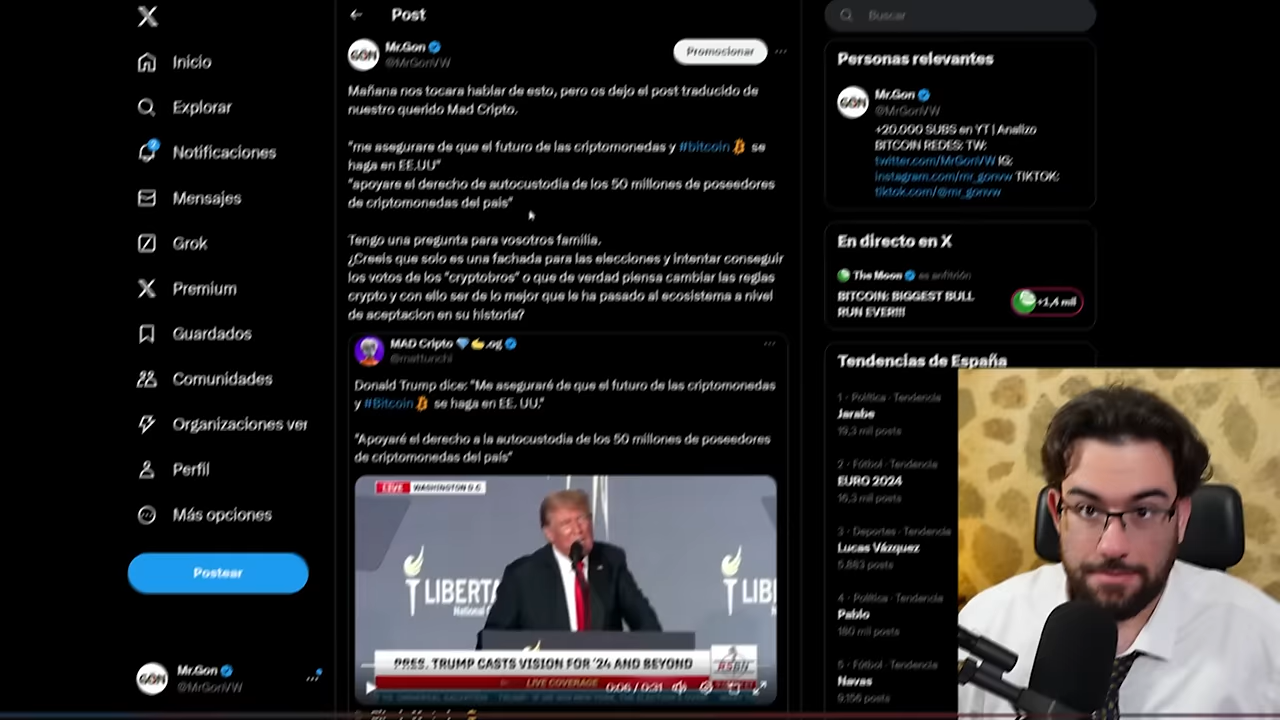 Post
Buscar
Inicio
Explorar
Notificaciones
Mensajes
Grok
Premium
Guardados
Comunidades
Organizaciones ver
Perfil
Más opciones
Postear
Mr.Gon
@MrGonVW
GON
Mr.Gon
@MrGonVW
Promocionar
Mañana nos tocara hablar de esto, pero os dejo el post traducido de
nuestro querido Mad Cripto.
"me asegurare de que el futuro de las criptomonedas y #bitcoin se
haga en EE.UU"
"apoyare el derecho de autocustodia de los 50 millones de poseedores
de criptomonedas del país"
Tengo una pregunta para vosotros familia.
¿Creeis que solo es una fachada para las elecciones y intentar conseguir
los votos de los "cryptobros" o que de verdad piensa cambiar las reglas
crypto y con ello ser de lo mejor que le ha pasado al ecosistema a nivel
de aceptacion en su historia?
MAD Cripto .og
@mattunchi
Donald Trump dice: "Me aseguraré de que el futuro de las criptomonedas
y #Bitcoin se haga en EE. UU."
"Apoyaré el derecho a la autocustodia de los 50 millones de poseedores
de criptomonedas del país"
LIVE WASHINGTON D.C
LIBERTA
National
LIB
Na
PRES. TRUMP CASTS VISION FOR '24 AND BEYOND
RSBN
LIVE COVERAGE
0:06 / 0:31
Personas relevantes
GON
Mr.Gon
@MrGonVW
+20.000 SUBS en YT | Analizo
BITCOIN REDES: TW:
twitter.com/MrGonVW IG:
instagram.com/mr_gonvw TIKTOK:
tiktok.com/@mr_gonvw
En directo en X
The Moon es anfitrión
BITCOIN: BIGGEST BULL
RUN EVER!!!
+1,4 mil
Tendencias de España
1 · Política · Tendencia
Jarabe
19,3 mil posts
2 · Fútbol · Tendencia
EURO 2024
16,3 mil posts
3 · Deportes · Tendencia
Lucas Vázquez
5.883 posts
4 · Política · Tendencia
Pablo
180 mil posts
5 · Fútbol · Tendencia
Navas
9.156 posts